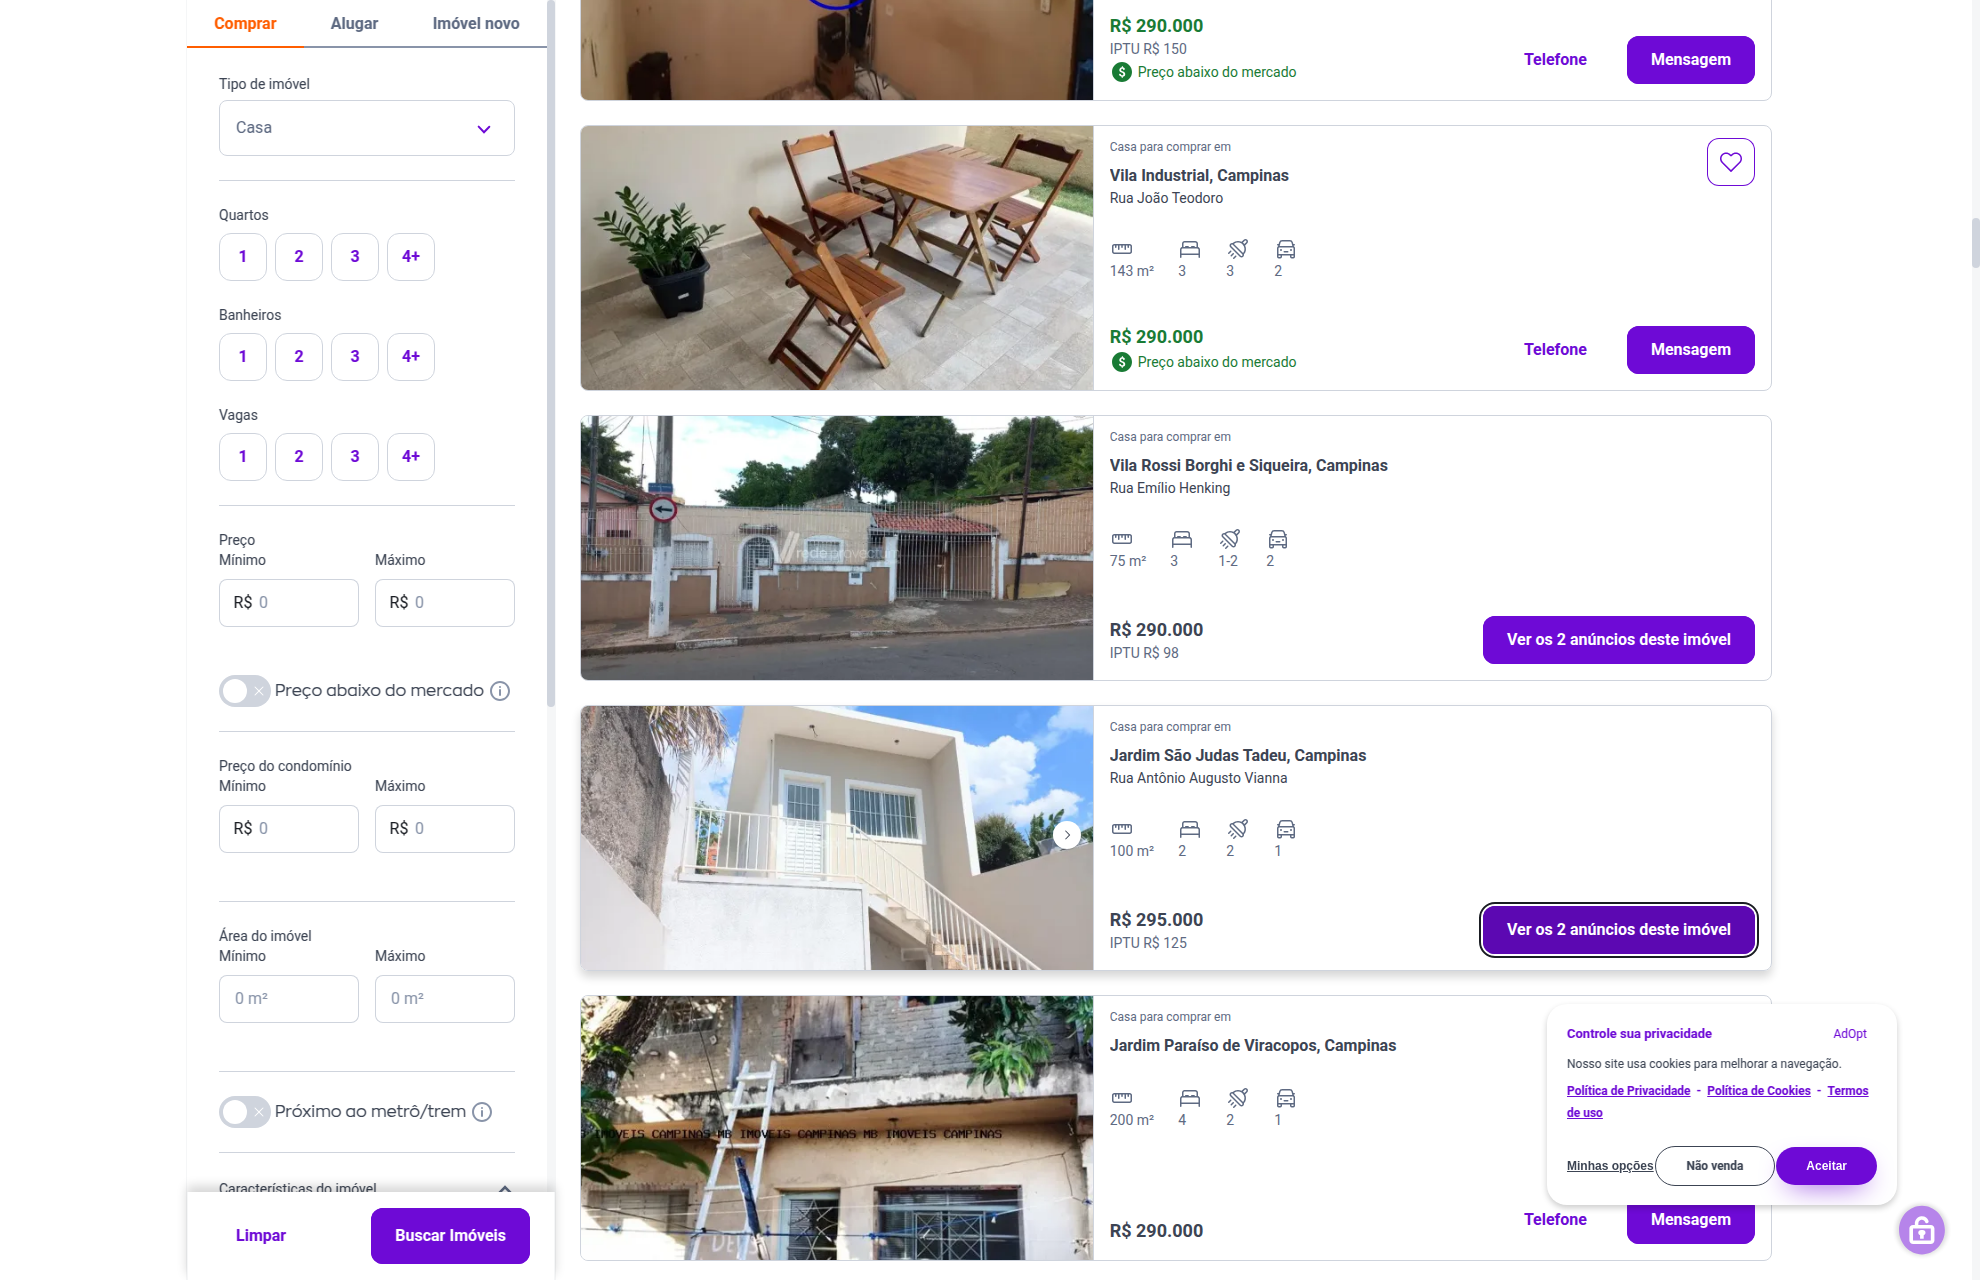 Comprar
Alugar
Imóvel novo
Tipo de imóvel
Casa
Quartos
1
2
3
4+
Banheiros
1
2
3
4+
Vagas
1
2
3
4+
Preço
Mínimo
Máximo
R$ 0
R$ 0
Preço abaixo do mercado
Preço do condomínio
Mínimo
Máximo
R$ 0
R$ 0
Área do imóvel
Mínimo
Máximo
0 m²
0 m²
Próximo ao metrô/trem
Características do imóvel
Limpar
Buscar Imóveis
R$ 290.000
IPTU R$ 150
Preço abaixo do mercado
Telefone
Mensagem
Casa para comprar em
Vila Industrial, Campinas
Rua João Teodoro
143 m²
3
3
2
R$ 290.000
Preço abaixo do mercado
Telefone
Mensagem
rede provectum
Casa para comprar em
Vila Rossi Borghi e Siqueira, Campinas
Rua Emílio Henking
75 m²
3
1-2
2
R$ 290.000
IPTU R$ 98
Ver os 2 anúncios deste imóvel
Casa para comprar em
Jardim São Judas Tadeu, Campinas
Rua Antônio Augusto Vianna
100 m²
2
2
1
R$ 295.000
IPTU R$ 125
Ver os 2 anúncios deste imóvel
IMOVEIS CAMPINAS MB IMOVEIS CAMPINAS MB IMOVEIS CAMPINAS
Casa para comprar em
Jardim Paraíso de Viracopos, Campinas
200 m²
4
2
1
R$ 290.000
Telefone
Mensagem
Controle sua privacidade
AdOpt
Nosso site usa cookies para melhorar a navegação.
Política de Privacidade - Política de Cookies - Termos
de uso
Minhas opções
Não venda
Aceitar